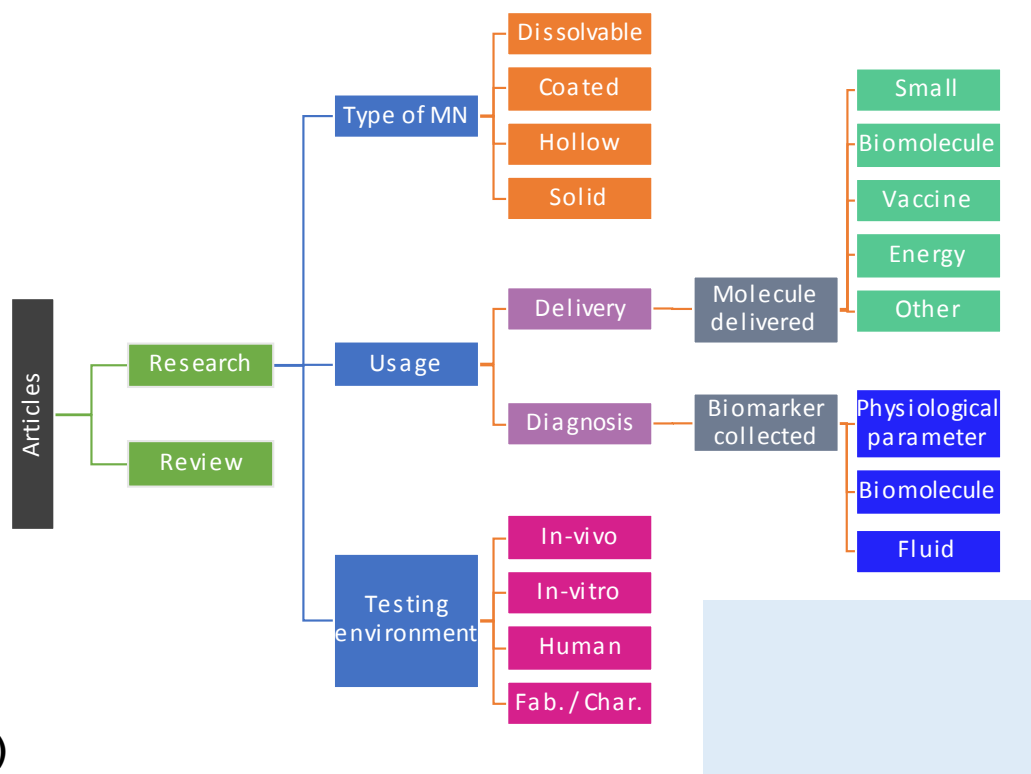 Articles
Research
Review
Type of MN
Usage
Testing
environment
Dissolvable
Coated
Hollow
Solid
Delivery
Diagnosis
In-vivo
In-vitro
Human
Fab. / Char.
Molecule
delivered
Biomarker
collected
Small
Biomolecule
Vaccine
Energy
Other
Physiological
parameter
Biomolecule
Fluid
)